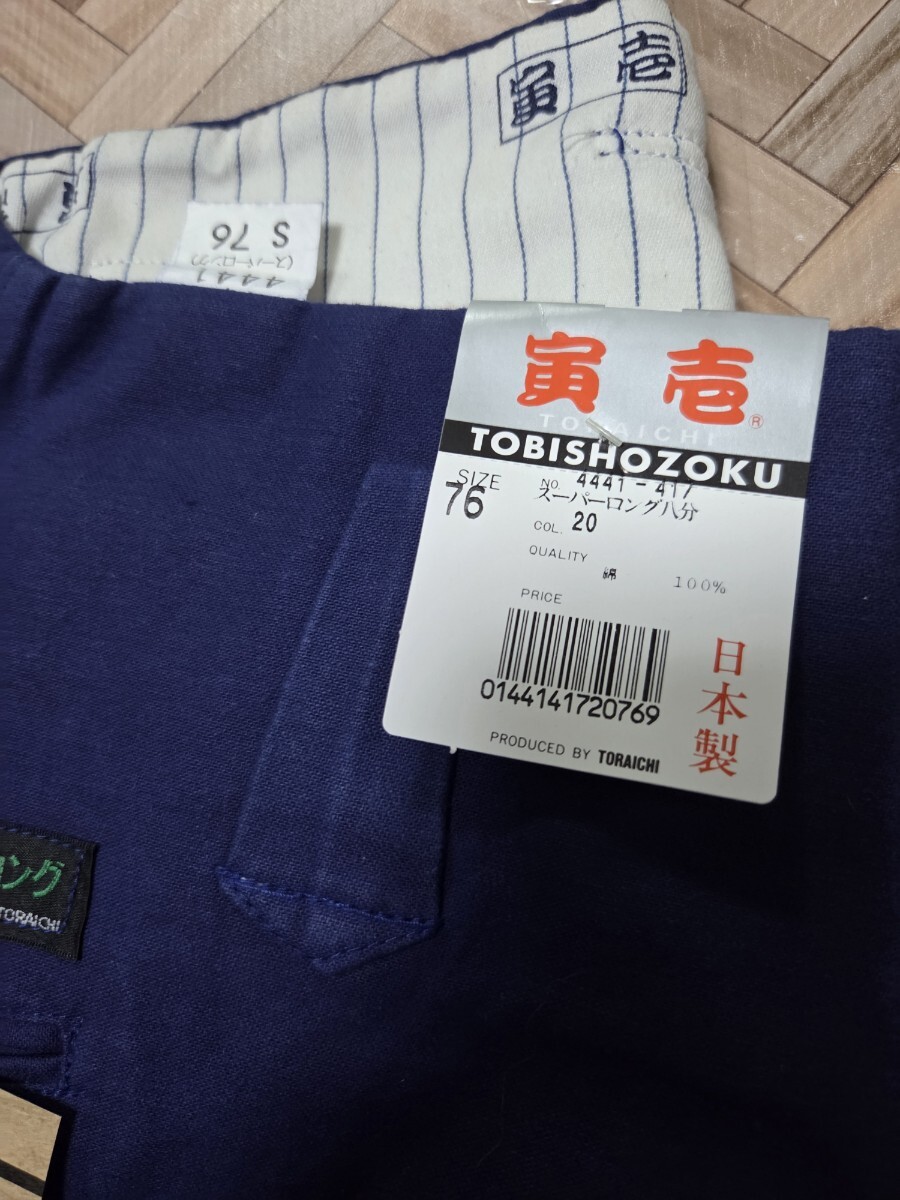 寅壱
S 76
(スーパーロング)
4441
寅壱®
TORAICHI
TOBISHOZOKU
SIZE 76
NO. 4441-417
スーパーロング八分
COL. 20
QUALITY
綿 100%
PRICE
0144141720769
日本製
PRODUCED BY TORAICHI
ング
TORAICHI